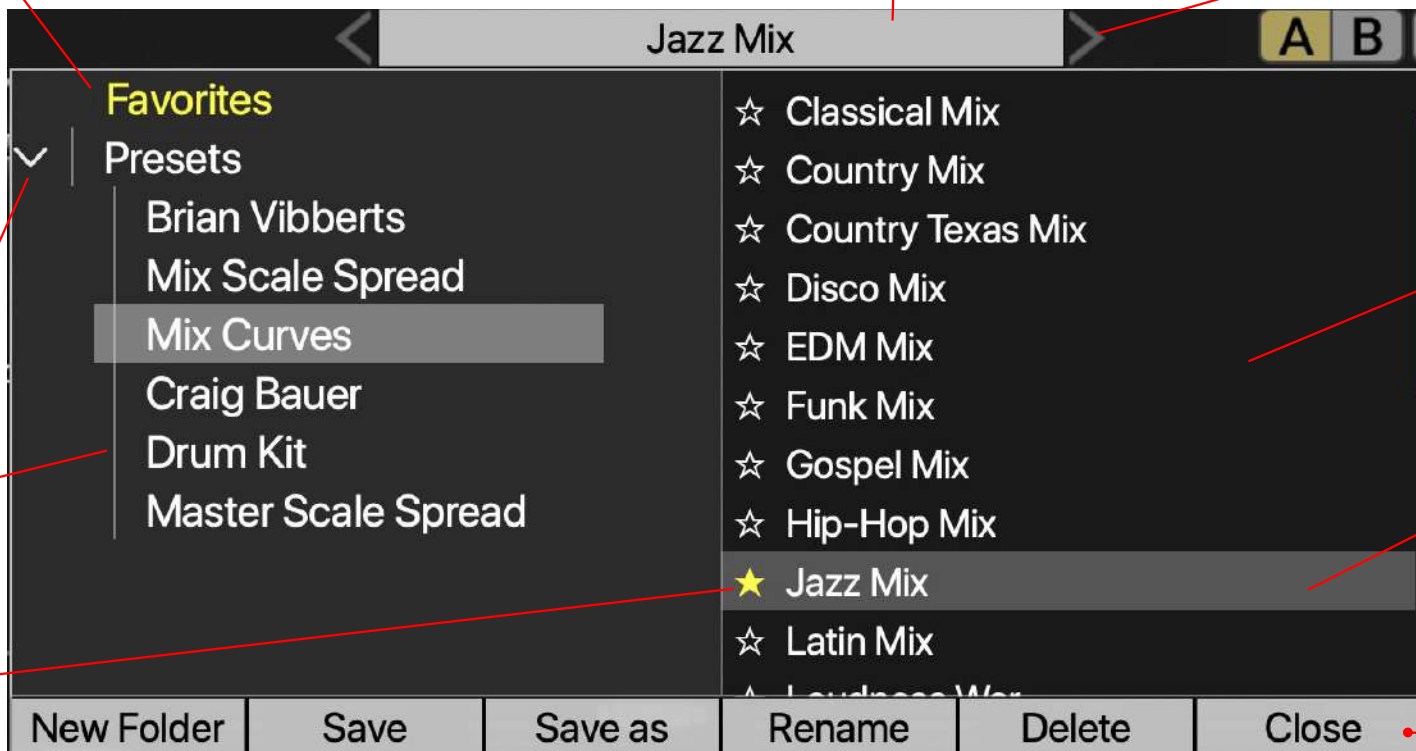 Jazz Mix
A B
Favorites
Presets
Brian Vibberts
Mix Scale Spread
Mix Curves
Craig Bauer
Drum Kit
Master Scale Spread
Classical Mix
Country Mix
Country Texas Mix
Disco Mix
EDM Mix
Funk Mix
Gospel Mix
Hip-Hop Mix
Jazz Mix
Latin Mix
New Folder
Save
Save as
Rename
Delete
Close